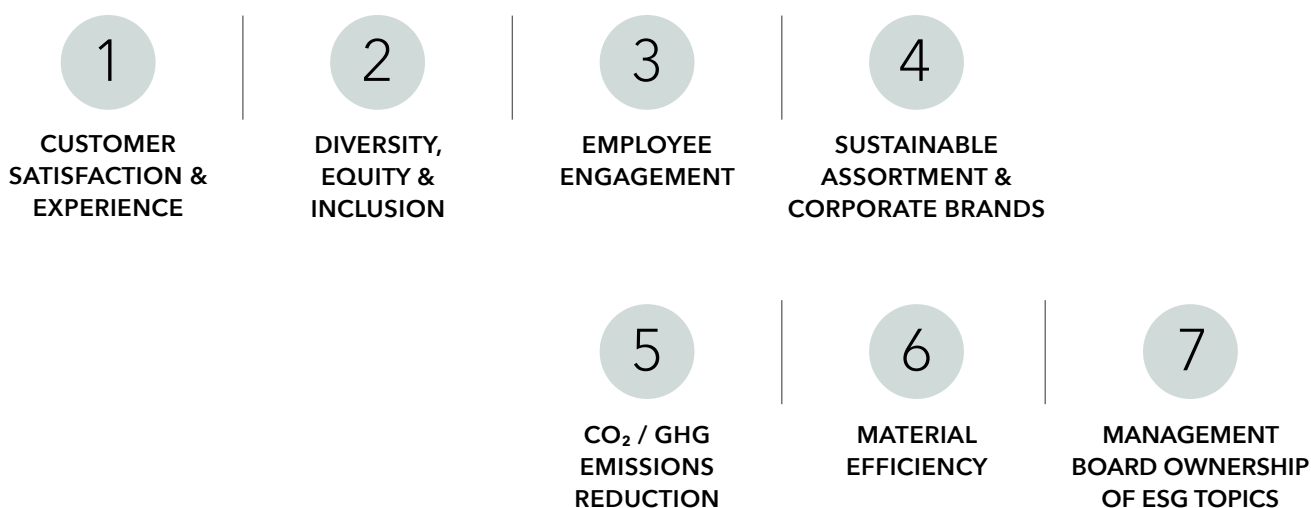 1
CUSTOMER
SATISFACTION &
EXPERIENCE
2
DIVERSITY,
EQUITY &
INCLUSION
3
EMPLOYEE
ENGAGEMENT
4
SUSTAINABLE
ASSORTMENT &
CORPORATE BRANDS
5
CO₂ / GHG
EMISSIONS
REDUCTION
6
MATERIAL
EFFICIENCY
7
MANAGEMENT
BOARD OWNERSHIP
OF ESG TOPICS